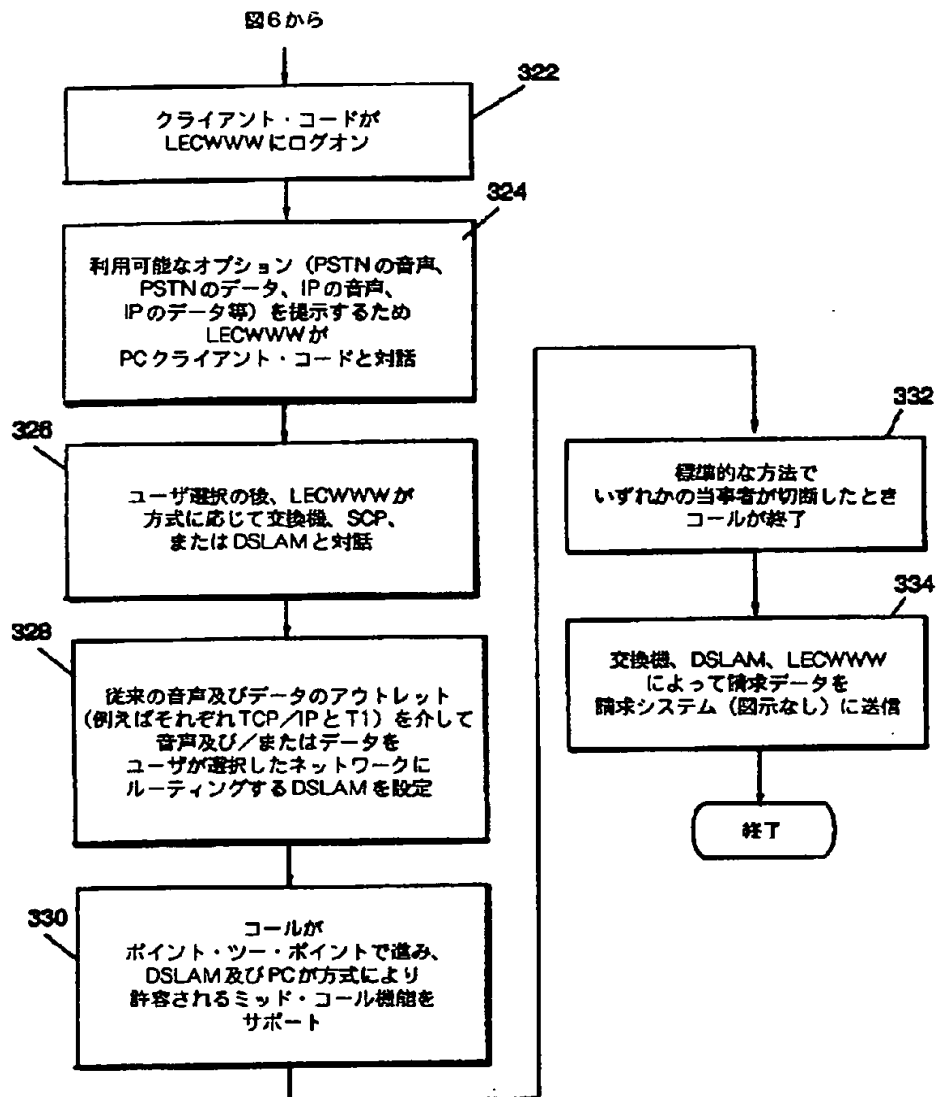 図6から
322
クライアント・コードが
LECWWWにログオン
324
利用可能なオプション（PSTNの音声、
PSTNのデータ、IPの音声、
IPのデータ等）を提示するため
LECWWWが
PCクライアント・コードと対話
326
ユーザ選択の後、LECWWWが
方式に応じて交換機、SCP、
またはDSLAMと対話
328
従来の音声及びデータのアウトレット
（例えばそれぞれTCP／IPとT1）を介して
音声及び／またはデータを
ユーザが選択したネットワークに
ルーティングするDSLAMを設定
330
コールが
ポイント・ツー・ポイントで進み、
DSLAM及びPCが方式により
許容されるミッド・コール機能を
サポート
332
標準的な方法で
いずれかの当事者が切断したとき
コールが終了
334
交換機、DSLAM、LECWWW
によって請求データを
請求システム（図示なし）に送信
終了